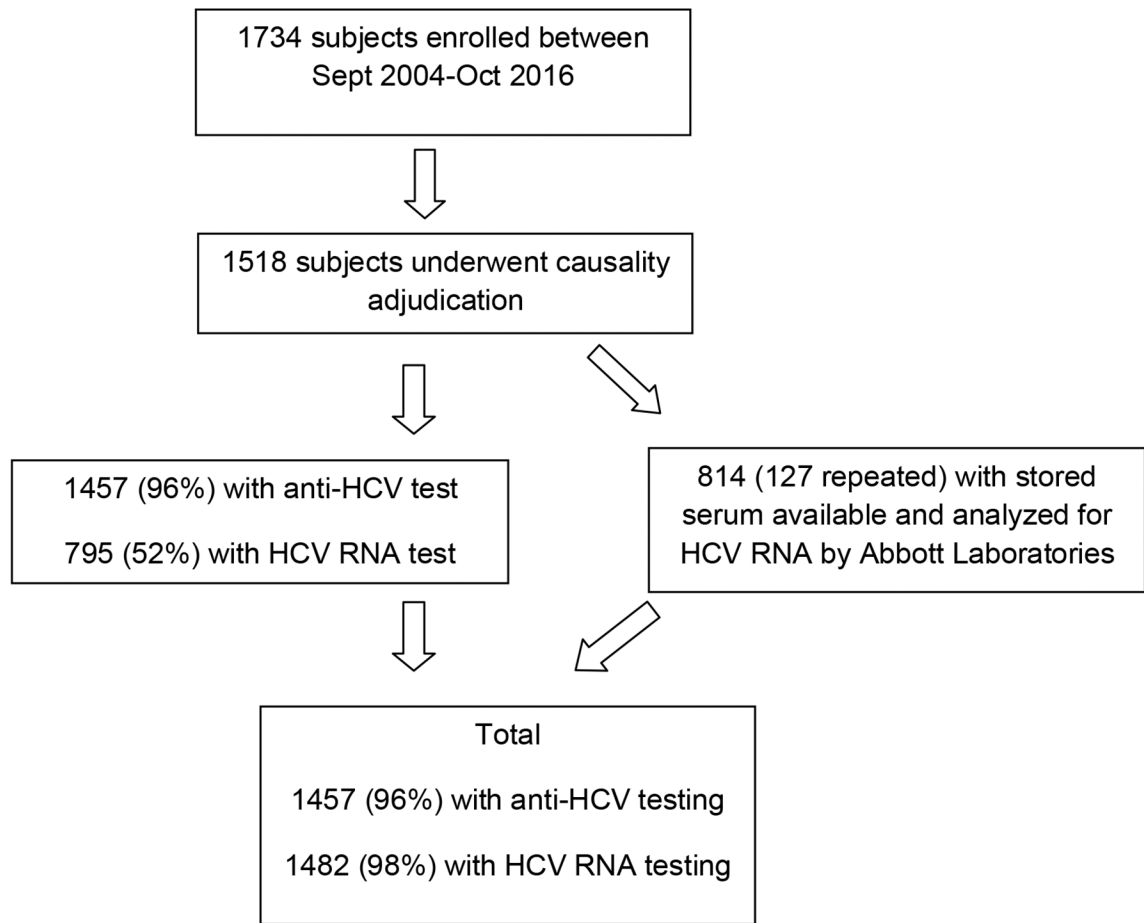 1734 subjects enrolled between
Sept 2004-Oct 2016
1518 subjects underwent causality
adjudication
1457 (96%) with anti-HCV test
795 (52%) with HCV RNA test
814 (127 repeated) with stored
serum available and analyzed for
HCV RNA by Abbott Laboratories
Total
1457 (96%) with anti-HCV testing
1482 (98%) with HCV RNA testing